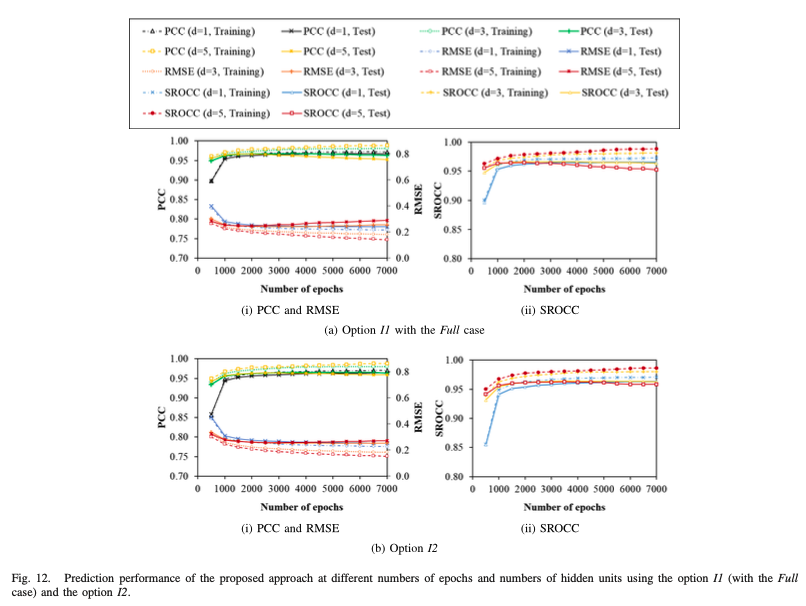 PCC (d=1, Training) PCC (d=1, Test) PCC (d=3, Training) PCC (d=3, Test)
PCC (d=5, Training) PCC (d=5, Test) RMSE (d=1, Training) RMSE (d=1, Test)
RMSE (d=3, Training) RMSE (d=3, Test) RMSE (d=5, Training) RMSE (d=5, Test)
SROCC (d=1, Training) SROCC (d=1, Test) SROCC (d=3, Training) SROCC (d=3, Test)
SROCC (d=5, Training) SROCC (d=5, Test)
1.00
0.95
0.90
0.85
0.80
0.75
0.70
PCC
0.8
0.6
0.4
0.2
0.0
RMSE
0 1000 2000 3000 4000 5000 6000 7000
Number of epochs
(i) PCC and RMSE
1.00
0.95
0.90
0.85
0.80
SROCC
0 1000 2000 3000 4000 5000 6000 7000
Number of epochs
(ii) SROCC
(a) Option I1 with the Full case
1.00
0.95
0.90
0.85
0.80
0.75
0.70
PCC
0.8
0.6
0.4
0.2
0.0
RMSE
0 1000 2000 3000 4000 5000 6000 7000
Number of epochs
(i) PCC and RMSE
1.00
0.95
0.90
0.85
0.80
SROCC
0 1000 2000 3000 4000 5000 6000 7000
Number of epochs
(ii) SROCC
(b) Option I2
Fig. 12. Prediction performance of the proposed approach at different numbers of epochs and numbers of hidden units using the option I1 (with the Full
case) and the option I2.